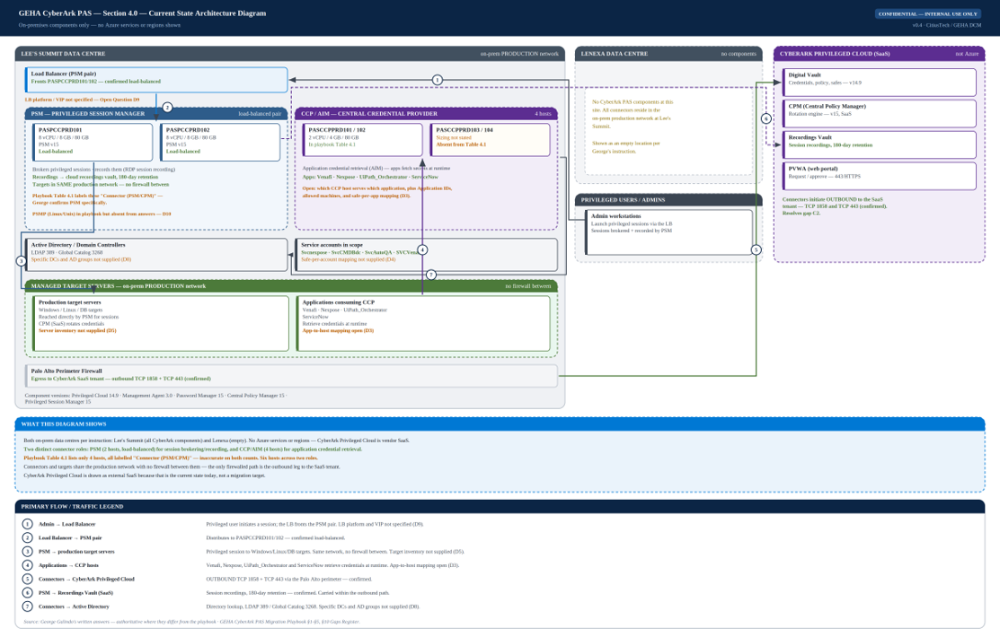 GEHA CyberArk PAS — Section 4.0 — Current State Architecture Diagram
On-premises components only — no Azure services or regions shown
CONFIDENTIAL — INTERNAL USE ONLY
v0.4 · CitiusTech / GEHA DCM
LEE'S SUMMIT DATA CENTRE
on-prem PRODUCTION network
Load Balancer (PSM pair)
Fronts PASPCCPRD101/102 — confirmed load-balanced
LB platform / VIP not specified — Open Question D9
1
2
PSM — PRIVILEGED SESSION MANAGER
load-balanced pair
PASPCCPRD101
8 vCPU / 8 GB / 80 GB
PSM v15
Load-balanced
PASPCCPRD102
8 vCPU / 8 GB / 80 GB
PSM v15
Load-balanced
Brokers privileged sessions, records them (RDP session recording)
Recordings → cloud recordings vault, 180-day retention
Targets in SAME production network — no firewall between
Playbook Table 4.1 labels these "Connector (PSM/CPM)" —
George confirms PSM specifically.
PSMP (Linux/Unix) in playbook but absent from answers — D10
CCP / AIM — CENTRAL CREDENTIAL PROVIDER
4 hosts
PASCCPPRD101 / 102
2 vCPU / 4 GB / 80 GB
In playbook Table 4.1
PASCCPPRD103 / 104
Sizing not stated
Absent from Table 4.1
Application credential retrieval (AIM) — apps fetch secrets at runtime
Apps: Venafi · Nexpose · UiPath_Orchestrator · ServiceNow
Open: which CCP host serves which application, plus Application IDs,
allowed machines, and safe-per-app mapping (D3).
Active Directory / Domain Controllers
LDAP 389 · Global Catalog 3268
Specific DCs and AD groups not supplied (D8)
3
Service accounts in scope
Svcnexpose · SvcCMDBdc · SvcAutoQA · SVCVena
Safe-per-account mapping not supplied (D4)
4
7
MANAGED TARGET SERVERS — on-prem PRODUCTION network
no firewall between
Production target servers
Windows / Linux / DB targets
Reached directly by PSM for sessions
CPM (SaaS) rotates credentials
Server inventory not supplied (D5)
Applications consuming CCP
Venafi · Nexpose · UiPath_Orchestrator
ServiceNow
Retrieve credentials at runtime
App-to-host mapping open (D3)
Palo Alto Perimeter Firewall
Egress to CyberArk SaaS tenant — outbound TCP 1858 + TCP 443 (confirmed)
Component versions: Privileged Cloud 14.9 · Management Agent 3.0 · Password Manager 15 · Central Policy Manager 15 ·
Privileged Session Manager 15
LENEXA DATA CENTRE
no components
No CyberArk PAS components at this
site. All connectors reside in the
on-prem production network at Lee's
Summit.
Shown as an empty location per
George's instruction.
PRIVILEGED USERS / ADMINS
Admin workstations
Launch privileged sessions via the LB
Sessions brokered + recorded by PSM
5
6
CYBERARK PRIVILEGED CLOUD (SaaS)
not Azure
Digital Vault
Credentials, policy, safes — v14.9
CPM (Central Policy Manager)
Rotation engine — v15, SaaS
Recordings Vault
Session recordings, 180-day retention
PVWA (web portal)
Request / approve — 443/HTTPS
Connectors initiate OUTBOUND to the SaaS
tenant — TCP 1858 and TCP 443 (confirmed).
Resolves gap C2.
WHAT THIS DIAGRAM SHOWS
Both on-prem data centres per instruction: Lee's Summit (all CyberArk components) and Lenexa (empty). No Azure services or regions — CyberArk Privileged Cloud is vendor SaaS.
Two distinct connector roles: PSM (2 hosts, load-balanced) for session brokering/recording, and CCP/AIM (4 hosts) for application credential retrieval.
Playbook Table 4.1 lists only 4 hosts, all labelled "Connector (PSM/CPM)" — inaccurate on both counts. Six hosts across two roles.
Connectors and targets share the production network with no firewall between them — the only firewalled path is the outbound leg to the SaaS tenant.
CyberArk Privileged Cloud is drawn as external SaaS because that is the current state today, not a migration target.
PRIMARY FLOW / TRAFFIC LEGEND
1 Admin → Load Balancer Privileged user initiates a session; the LB fronts the PSM pair. LB platform and VIP not specified (D9).
2 Load Balancer → PSM pair Distributes to PASPCCPRD101/102 — confirmed load-balanced.
3 PSM → production target servers Privileged session to Windows/Linux/DB targets. Same network, no firewall between. Target inventory not supplied (D5).
4 Applications → CCP hosts Venafi, Nexpose, UiPath_Orchestrator and ServiceNow retrieve credentials at runtime. App-to-host mapping open (D3).
5 Connectors → CyberArk Privileged Cloud OUTBOUND TCP 1858 + TCP 443 via the Palo Alto perimeter — confirmed.
6 PSM → Recordings Vault (SaaS) Session recordings, 180-day retention — confirmed. Carried within the outbound path.
7 Connectors → Active Directory Directory lookup, LDAP 389 / Global Catalog 3268. Specific DCs and AD groups not supplied (D8).
Source: George Galindo's written answers — authoritative where they differ from the playbook · GEHA CyberArk PAS Migration Playbook §1-§5, §10 Gaps Register.